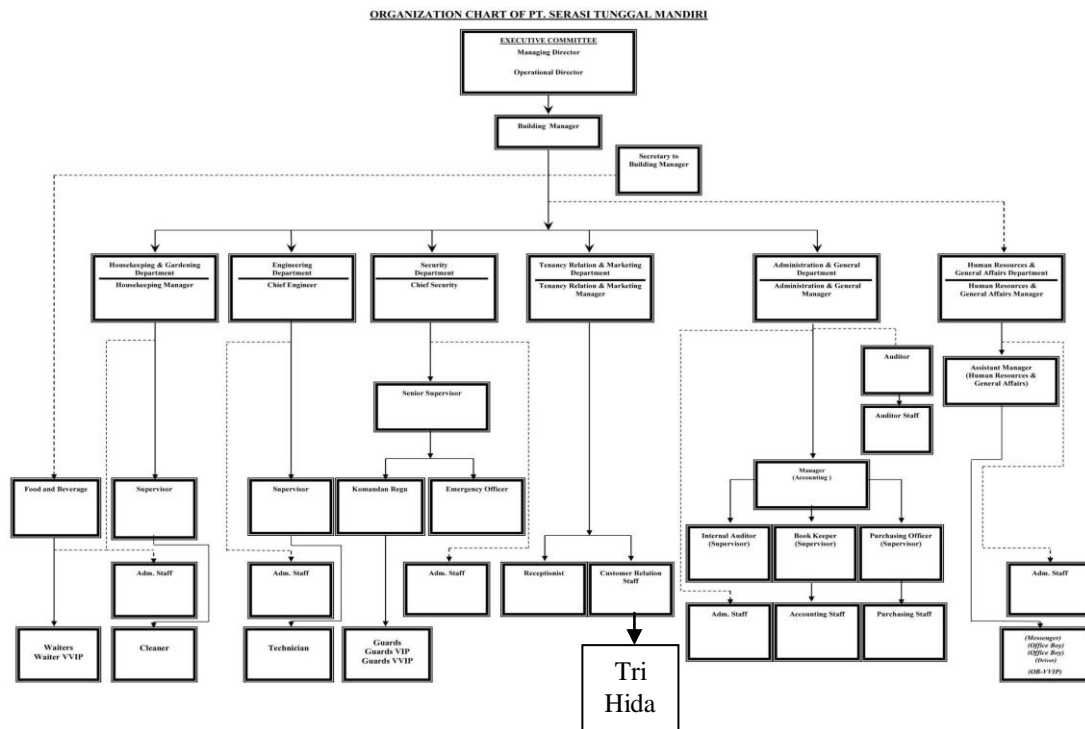 ORGANIZATION CHART OF PT. SERASI TUNGGAL MANDIRI
EXECUTIVE COMMITTEE
Managing Director
Operational Director
Building Manager
Secretary to
Building Manager
Housekeeping & Gardening
Department
Housekeeping Manager
Engineering
Department
Chief Engineer
Security
Department
Chief Security
Tenancy Relation & Marketing
Department
Tenancy Relation & Marketing
Manager
Administration & General
Department
Administration & General
Manager
Human Resources &
General Affairs Department
Human Resources &
General Affairs Manager
Auditor
Assistant Manager
(Human Resources &
General Affairs)
Senior Supervisor
Auditor Staff
Manager
(Accounting )
Food and Beverage
Supervisor
Supervisor
Komandan Regu
Emergency Officer
Internal Auditor
(Supervisor)
Book Keeper
(Supervisor)
Purchasing Officer
(Supervisor)
Adm. Staff
Adm. Staff
Adm. Staff
Receptionist
Customer Relation
Staff
Adm. Staff
Adm. Staff
Accounting Staff
Purchasing Staff
Waiters
Waiter VVIP
Cleaner
Technician
Guards
Guards VIP
Guards VVIP
(Messenger)
(Office Boy)
(Office Boy)
(Driver)
(OB-VVIP)
Tri
Hida